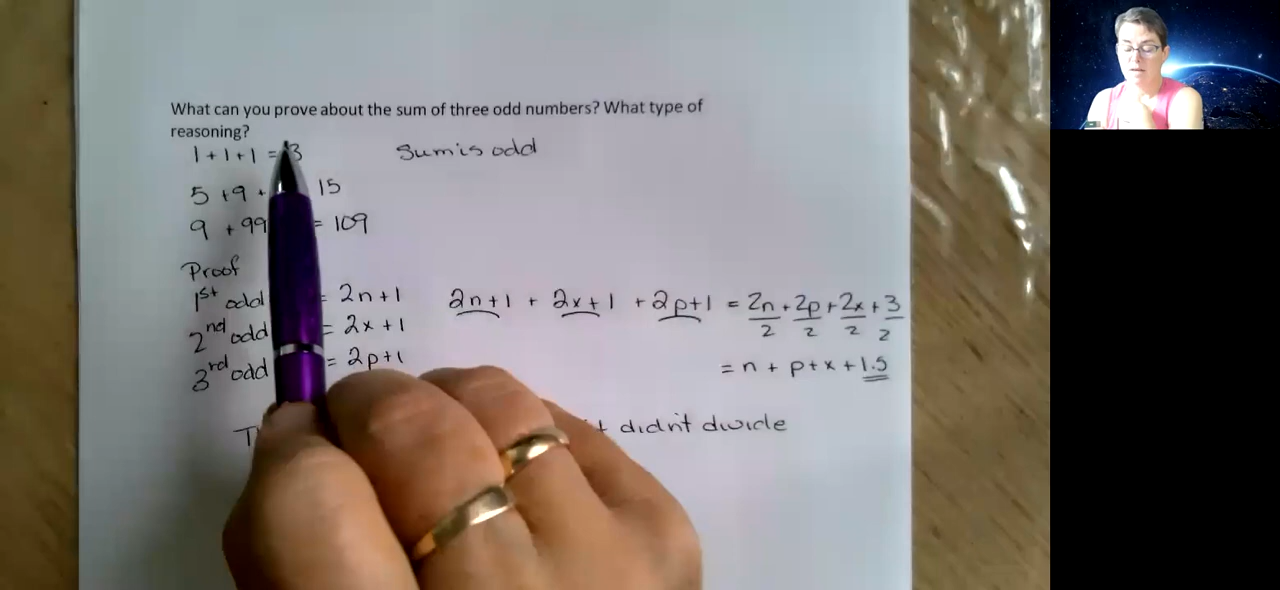 What can you prove about the sum of three odd numbers? What type of
reasoning?
1 + 1 + 1 = 3 Sum is odd
5 + 9 + 15
9 + 99 = 109
Proof
1st odd = 2n+1 2n+1 + 2x+1 + 2p+1 = 2n/2 + 2p/2 + 2x/2 + 3/2
2nd odd = 2x+1
3rd odd = 2p+1 = n + p + x + 1.5
didn't divide